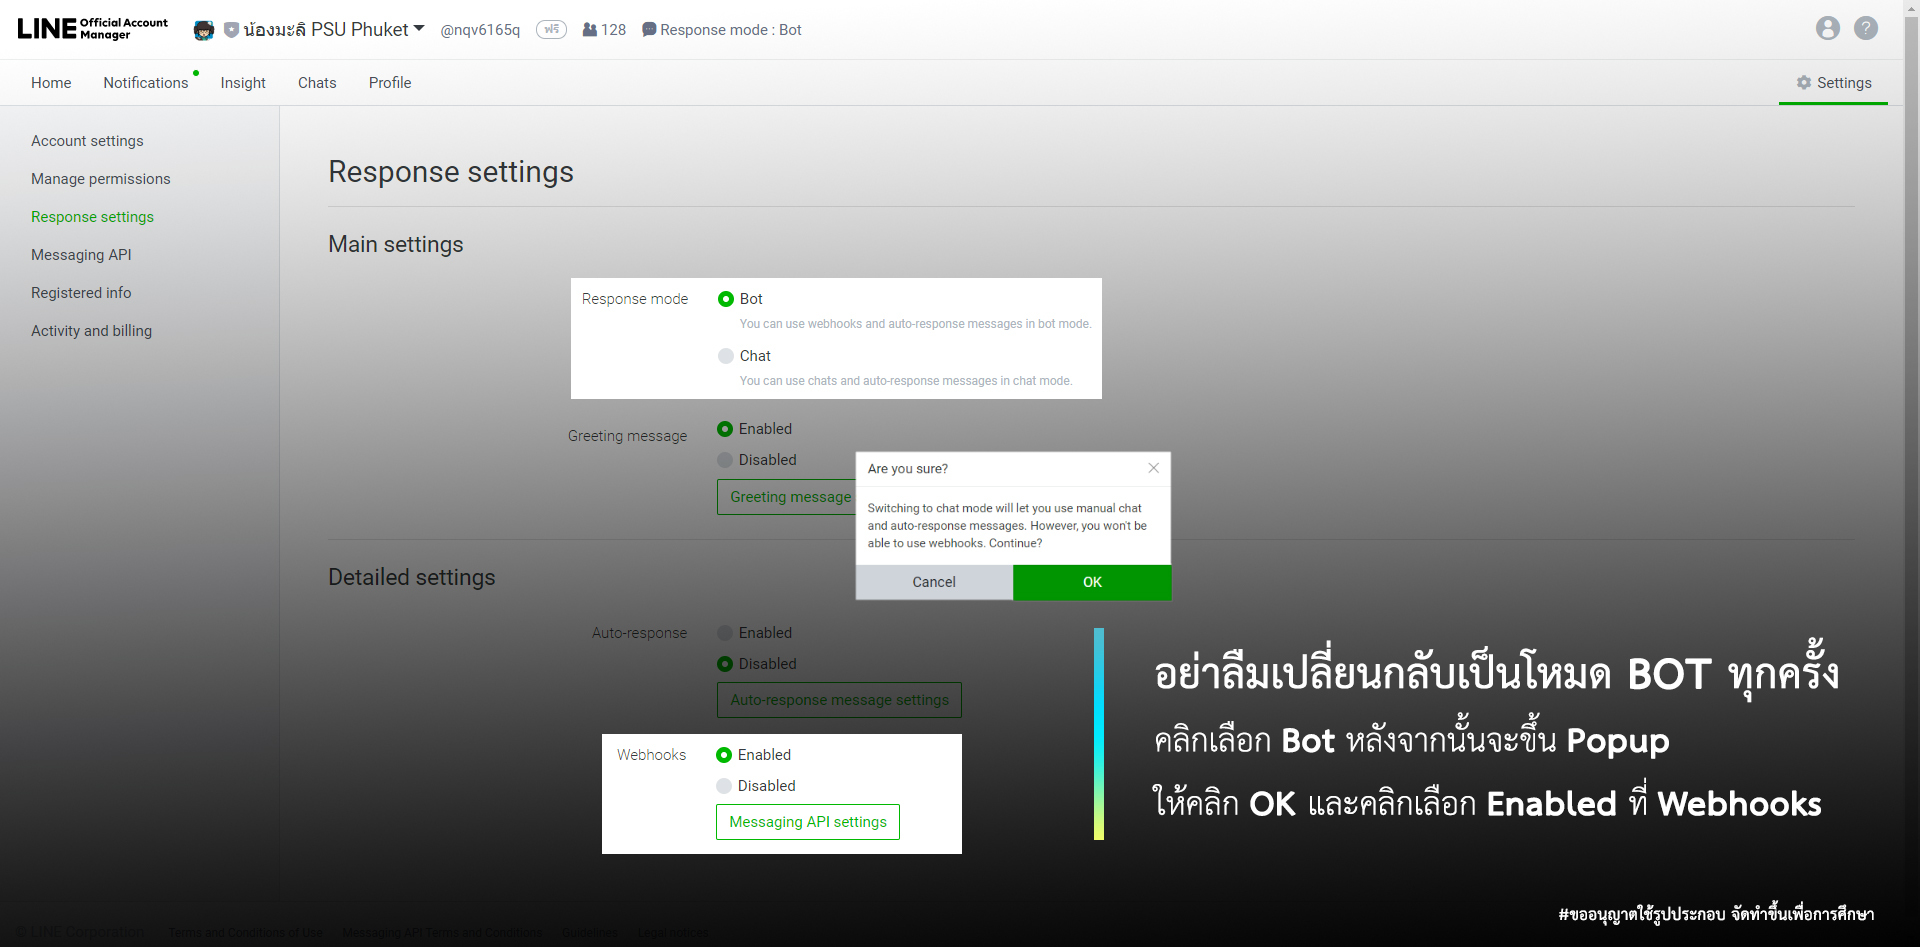 LINE Official Account Manager
น้องมะลิ PSU Phuket @nqv6165q ฟรี 128 Response mode : Bot
Home Notifications Insight Chats Profile Settings
Account settings
Manage permissions
Response settings
Messaging API
Registered info
Activity and billing
Response settings
Main settings
Response mode
Bot
You can use webhooks and auto-response messages in bot mode.
Chat
You can use chats and auto-response messages in chat mode.
Greeting message
Enabled
Disabled
Greeting message
Are you sure?
Switching to chat mode will let you use manual chat
and auto-response messages. However, you won't be
able to use webhooks. Continue?
Cancel OK
Detailed settings
Auto-response
Enabled
Disabled
Auto-response message settings
Webhooks
Enabled
Disabled
Messaging API settings
อย่าลืมเปลี่ยนกลับเป็นโหมด BOT ทุกครั้ง
คลิกเลือก Bot หลังจากนั้นจะขึ้น Popup
ให้คลิก OK และคลิกเลือก Enabled ที่ Webhooks
#ขออนุญาตใช้รูปประกอบ จัดทำขึ้นเพื่อการศึกษา
© LINE Corporation Terms and Conditions of Use Messaging API Terms and Conditions Guidelines Legal notices